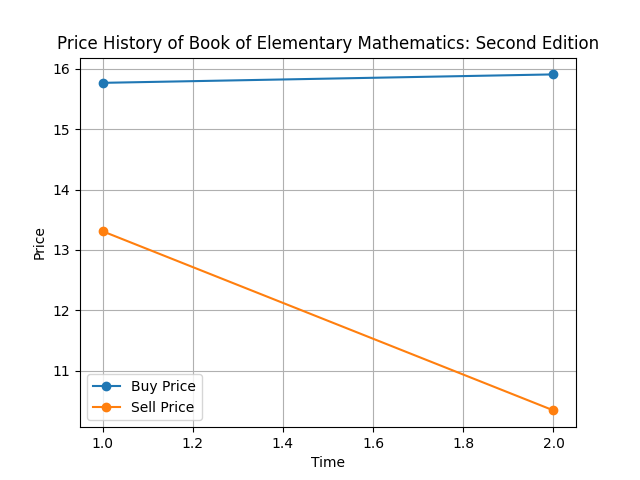 Price History of Book of Elementary Mathematics: Second Edition
16
15
14
13
12
11
Price
Buy Price
Sell Price
1.0 1.2 1.4 1.6 1.8 2.0
Time